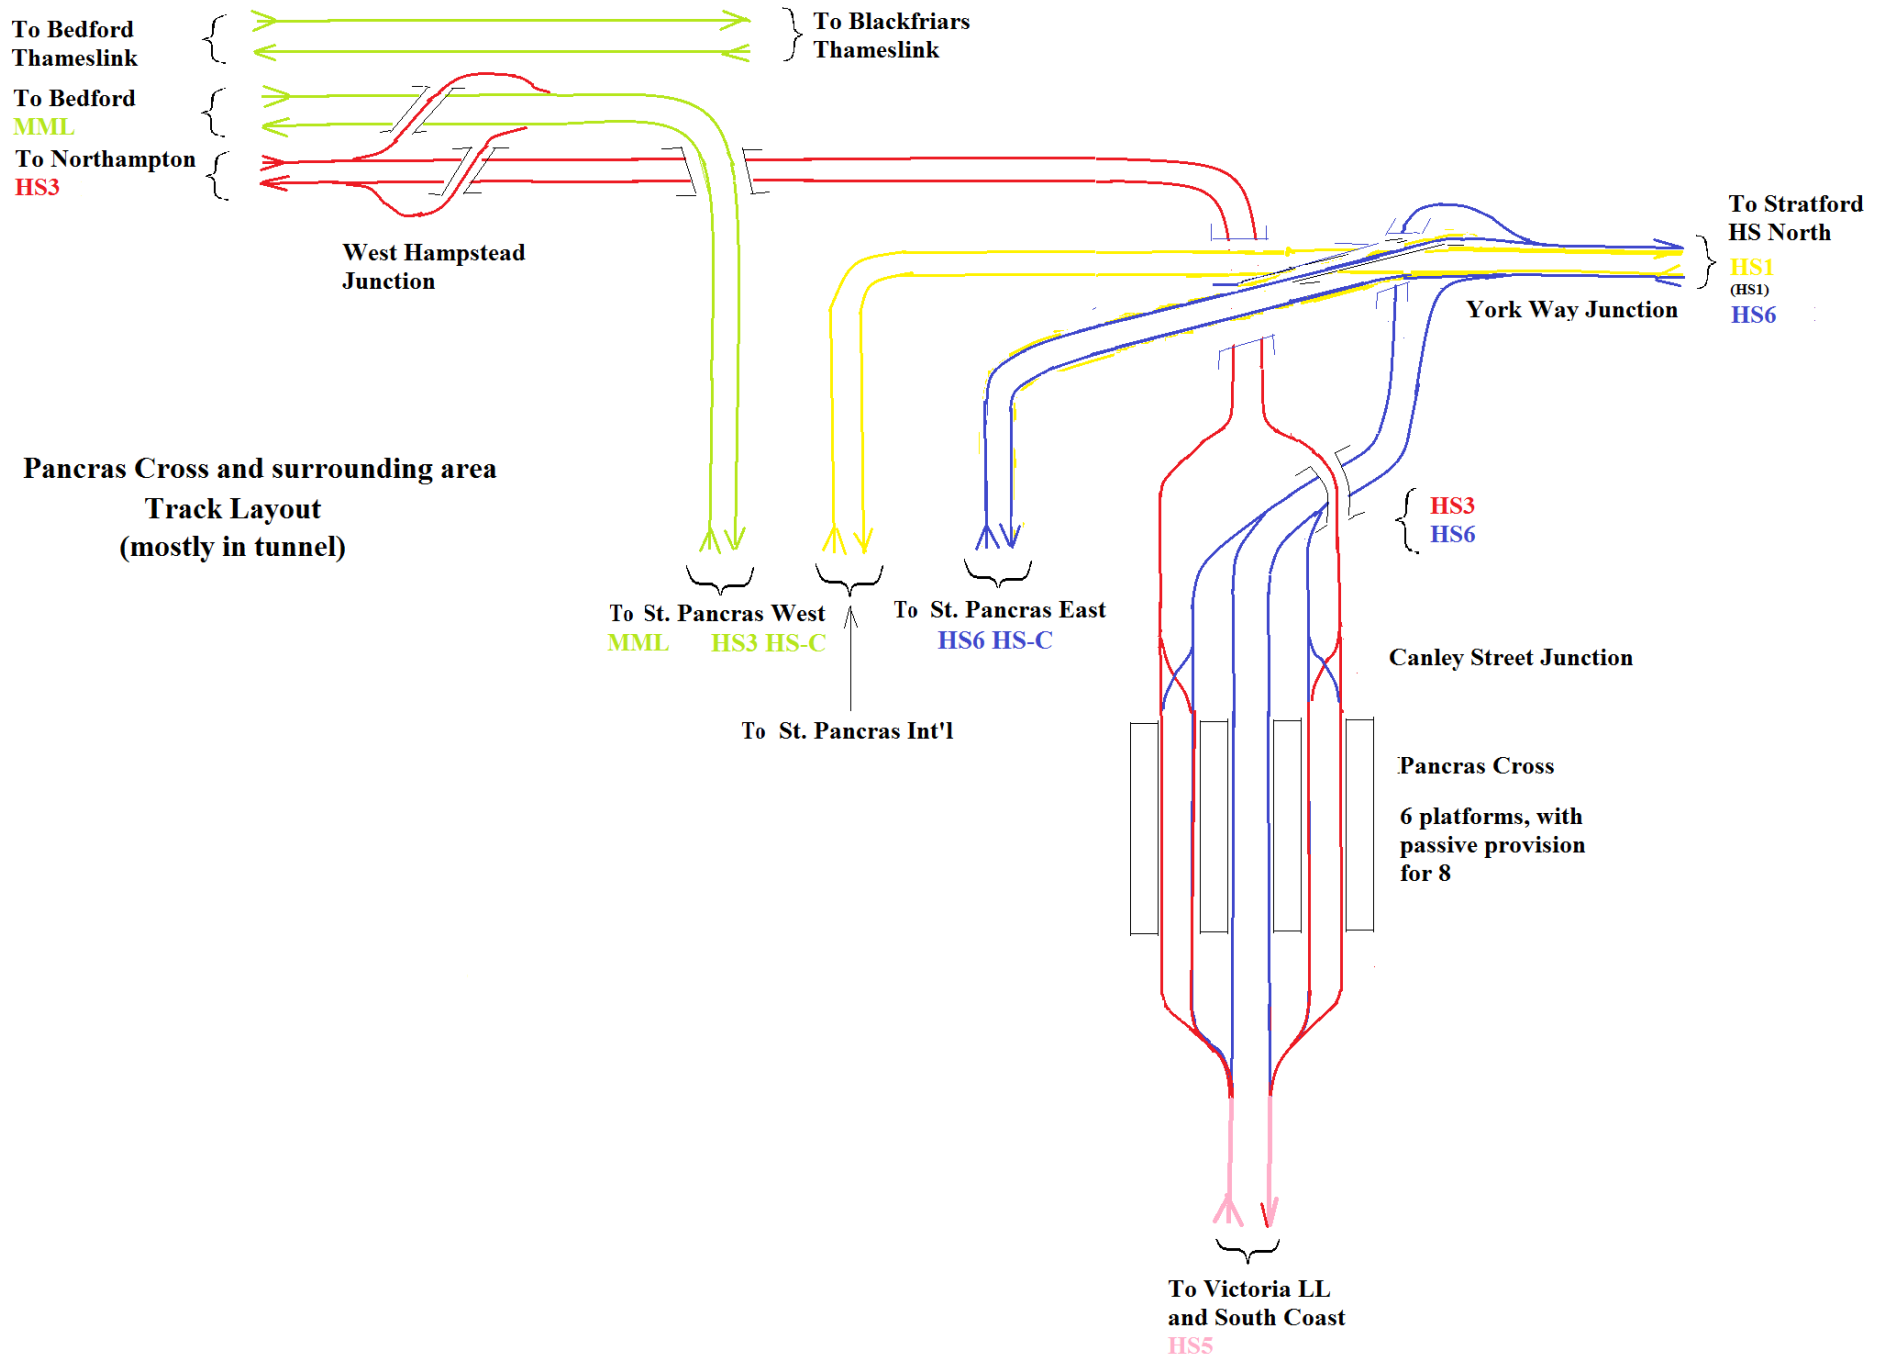 To Bedford
Thameslink
To Blackfriars
Thameslink
To Bedford
MML
To Northampton
HS3
West Hampstead
Junction
To Stratford
HS North
HS1
(HS1)
HS6
York Way Junction
Pancras Cross and surrounding area
Track Layout
(mostly in tunnel)
HS3
HS6
To St. Pancras West
MML HS3 HS-C
To St. Pancras East
HS6 HS-C
Canley Street Junction
To St. Pancras Int'l
Pancras Cross
6 platforms, with
passive provision
for 8
To Victoria LL
and South Coast
HS5